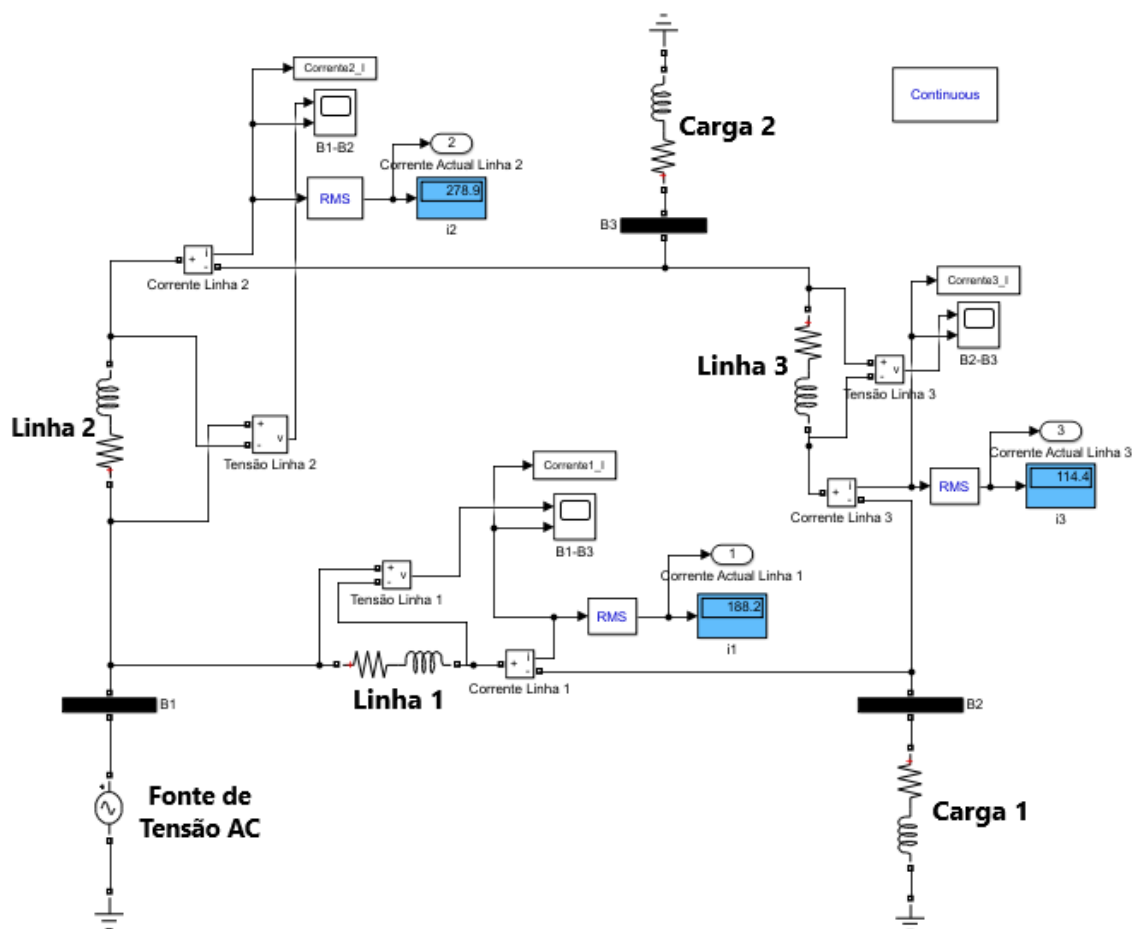 Corrente2_I
B1-B2
2
Corrente Actual Linha 2
RMS
278.9
i2
Corrente Linha 2
i
+
-
Carga 2
Continuous
B3
Linha 2
+
-
v
Tensão Linha 2
Linha 3
+
-
v
Tensão Linha 3
Corrente3_I
B2-B3
3
Corrente Actual Linha 3
RMS
114.4
i3
+
i
-
Corrente Linha 3
Corrente1_I
B1-B3
+
-
v
Tensão Linha 1
1
Corrente Actual Linha 1
RMS
188.2
i1
Linha 1
+
i
-
Corrente Linha 1
B1
B2
Fonte de
Tensão AC
Carga 1